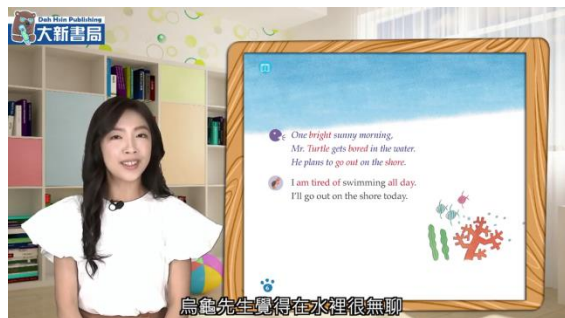 Dah Hsin Publishing
大新書局
One bright sunny morning,
Mr. Turtle gets bored in the water.
He plans to go out on the shore.
I am tired of swimming all day.
I'll go out on the shore today.
烏龜先生覺得在水裡很無聊